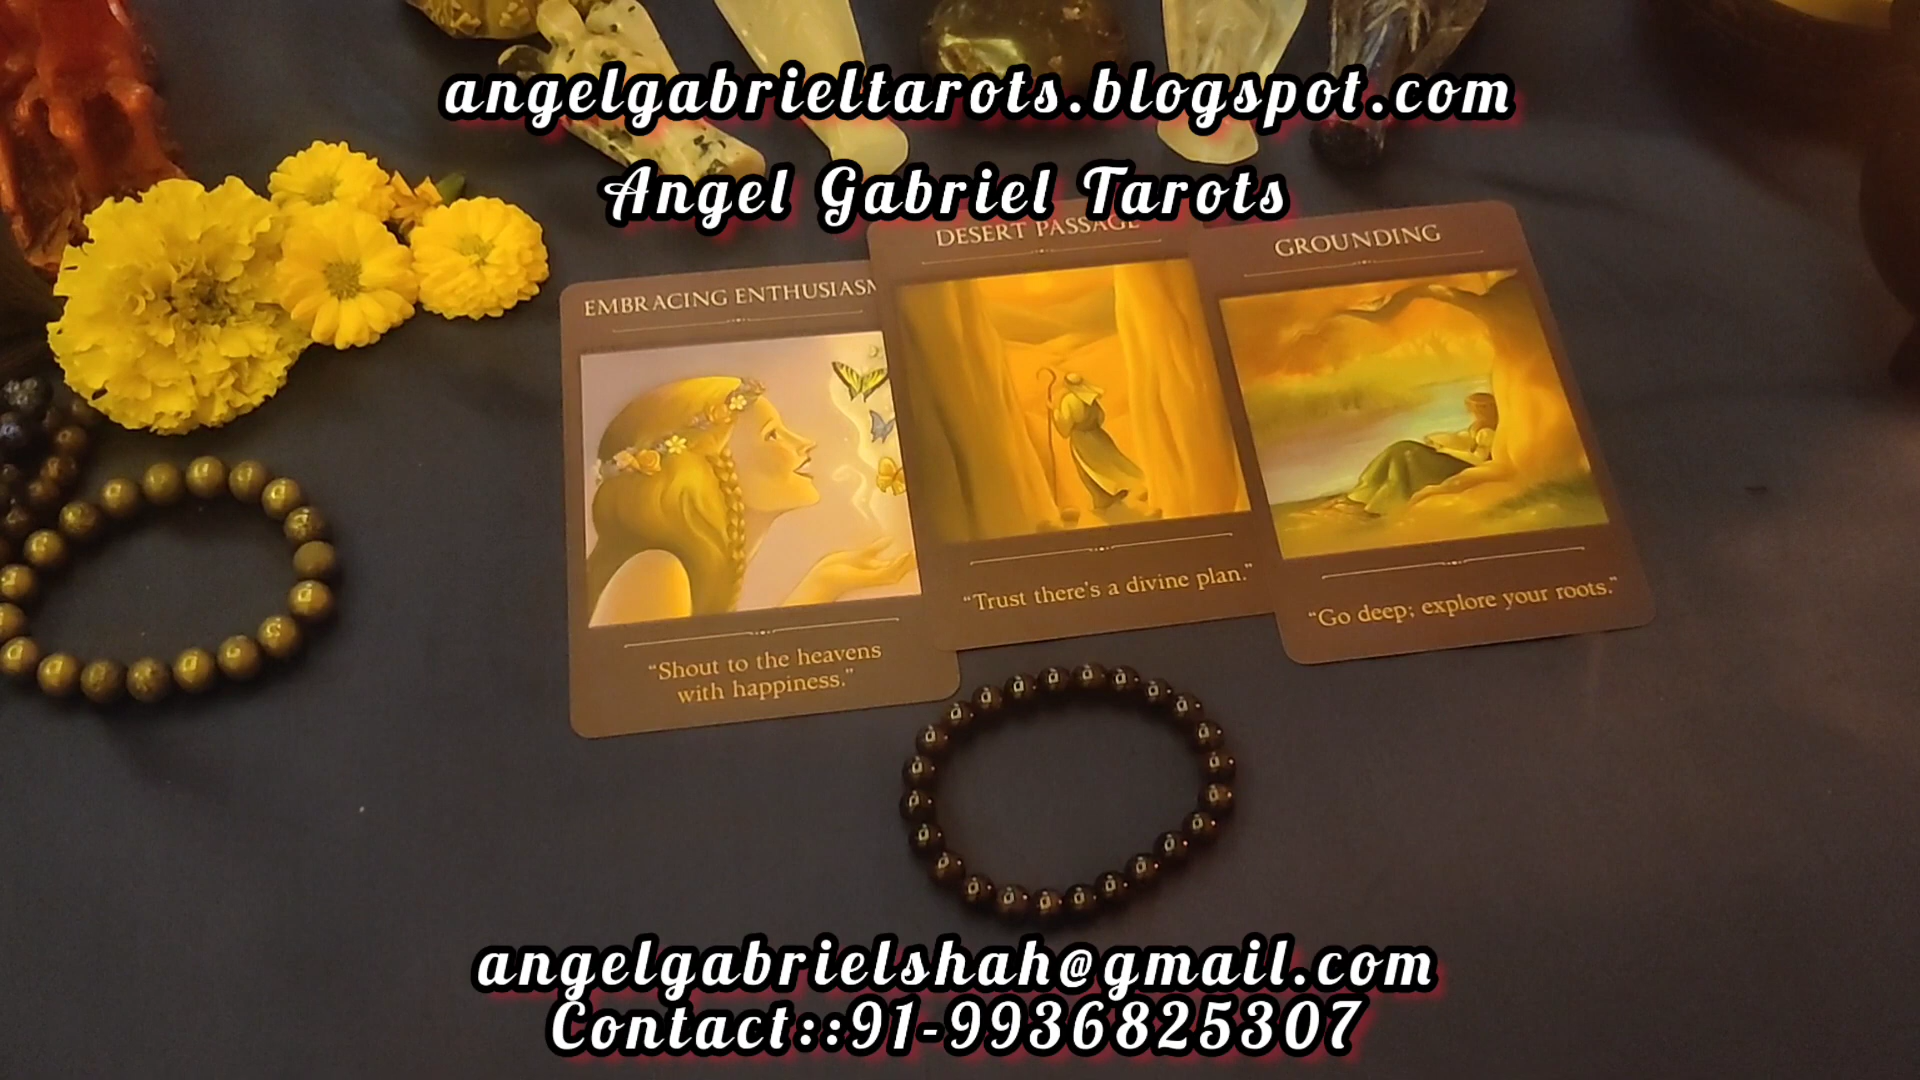 angelgabrieltarots.blogspot.com
Angel Gabriel Tarots
EMBRACING ENTHUSIASM
DESERT PASSAGE
GROUNDING
"Shout to the heavens
with happiness."
"Trust there's a divine plan."
"Go deep; explore your roots."
angelgabrielshah@gmail.com
Contact::91-9936825307